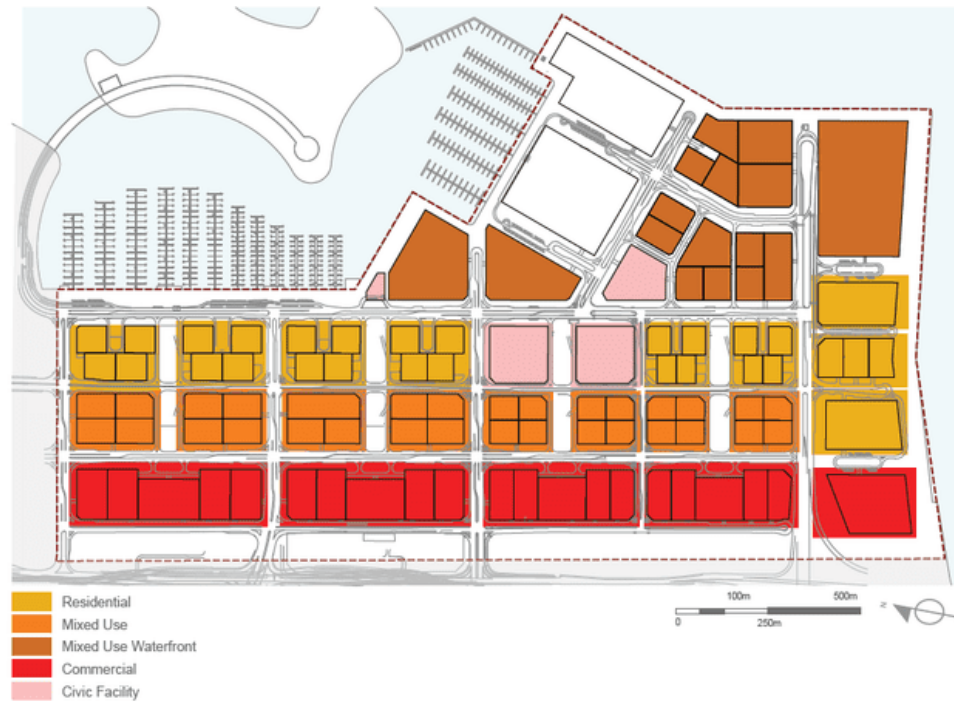 Residential
Mixed Use
Mixed Use Waterfront
Commercial
Civic Facility
100m 500m
0 250m
N